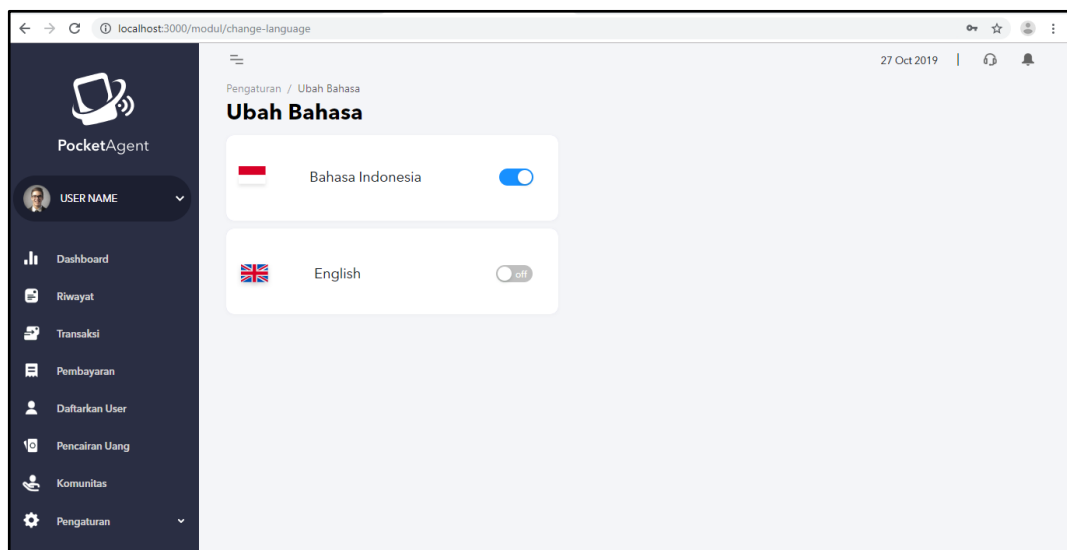 localhost:3000/modul/change-language
27 Oct 2019
Pengaturan / Ubah Bahasa
Ubah Bahasa
PocketAgent
USER NAME
Bahasa Indonesia
English
off
Dashboard
Riwayat
Transaksi
Pembayaran
Daftarkan User
Pencairan Uang
Komunitas
Pengaturan